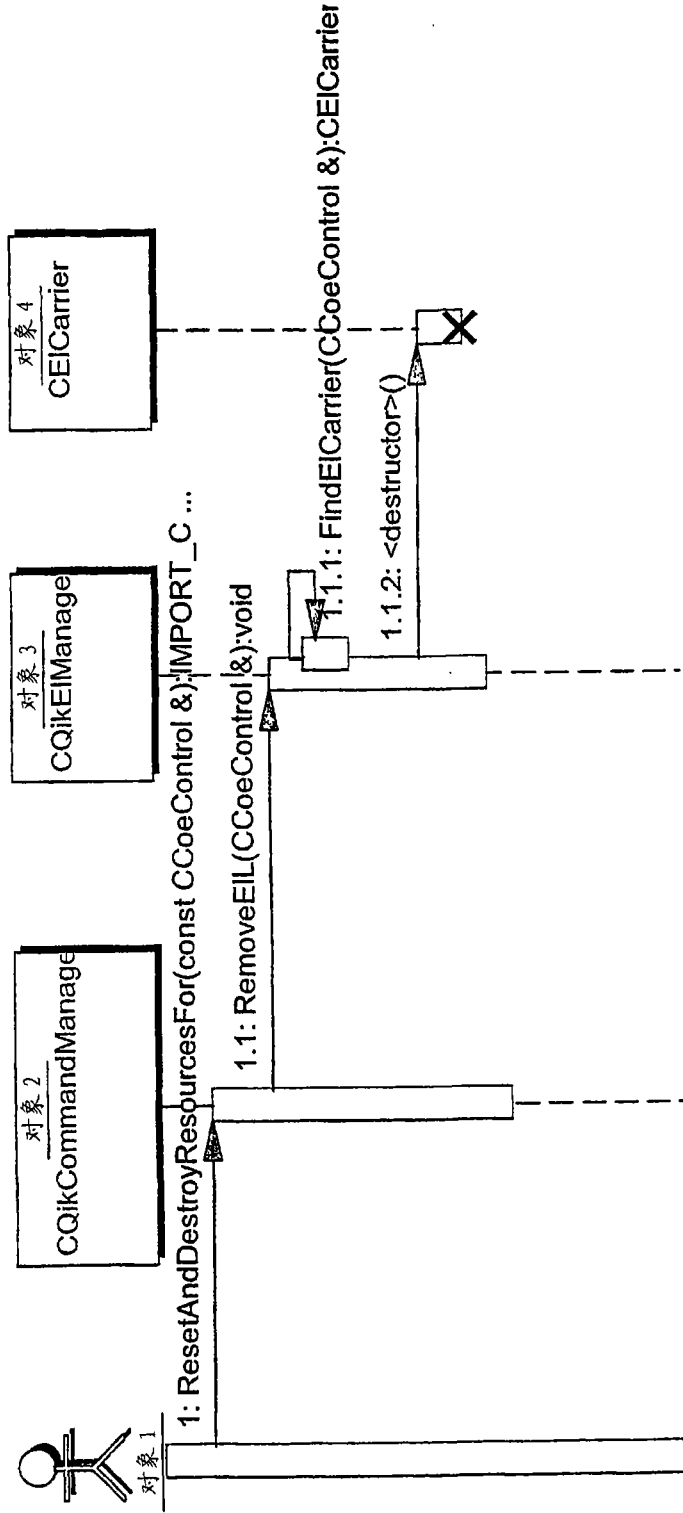 对象 1
对象 2
CQikCommandManage
对象 3
CQikEIManage
对象 4
CEICarrier
1: ResetAndDestroyResourcesFor(const CCoeControl &):IMPORT_C ...
1.1: RemoveEIL(CCoeControl &):void
1.1.1: FindEICarrier(CCoeControl &):CEICarrier
1.1.2: <destructor>()